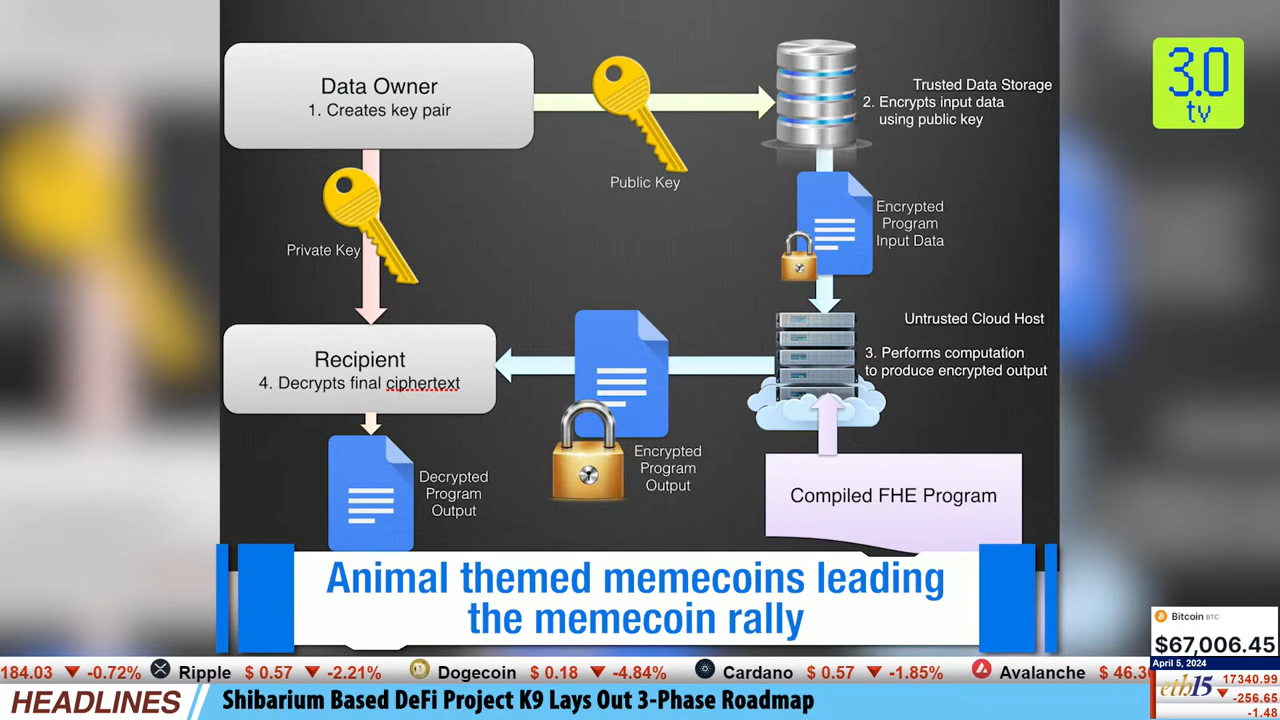 Data Owner
1. Creates key pair
Public Key
Trusted Data Storage
2. Encrypts input data
using public key
3.0
tv
Private Key
Encrypted
Program
Input Data
Untrusted Cloud Host
3. Performs computation
to produce encrypted output
Recipient
4. Decrypts final ciphertext
Encrypted
Program
Output
Decrypted
Program
Output
Compiled FHE Program
Animal themed memecoins leading
the memecoin rally
Bitcoin BTC
$67,006.45
April 5, 2024
184.03 ▼ -0.72% Ripple $ 0.57 ▼ -2.21% Dogecoin $ 0.18 ▼ -4.84% Cardano $ 0.57 ▼ -1.85% Avalanche $ 46.3
eth15
17340.99
▼ -256.65
-1.48
HEADLINES
Shibarium Based DeFi Project K9 Lays Out 3-Phase Roadmap